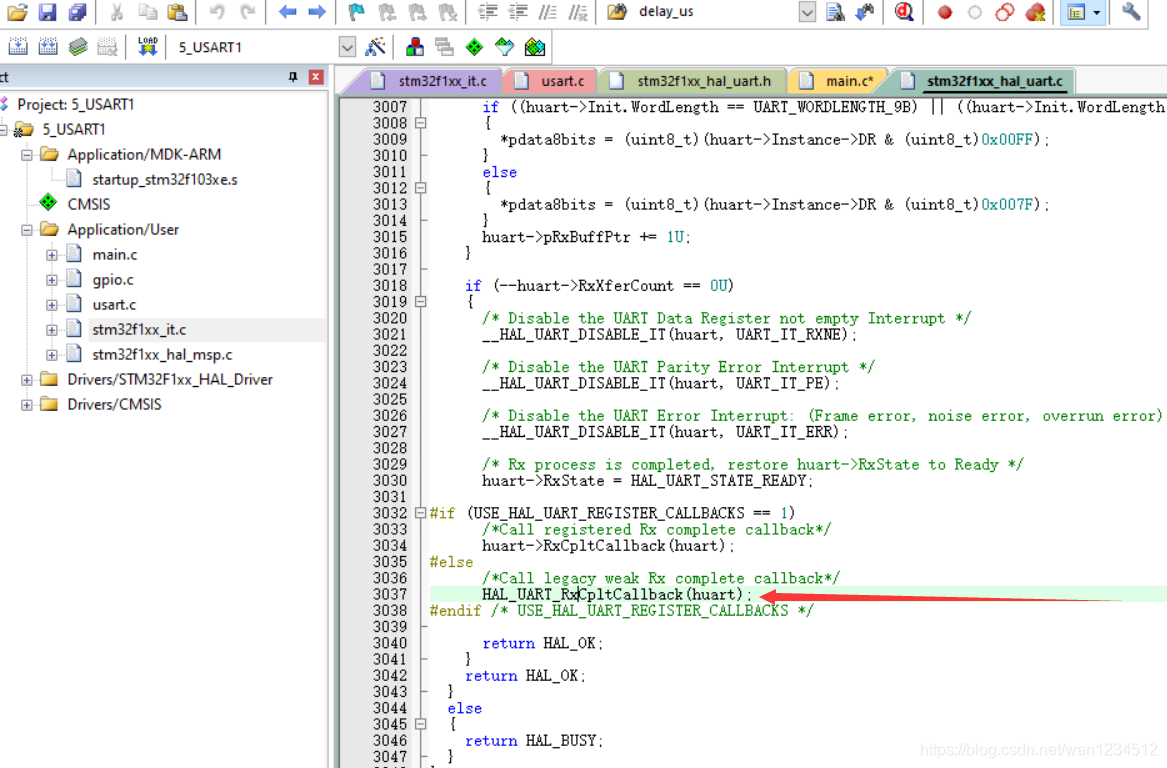 delay_us
5_USART1
ct
Project: 5_USART1
5_USART1
Application/MDK-ARM
startup_stm32f103xe.s
CMSIS
Application/User
main.c
gpio.c
usart.c
stm32f1xx_it.c
stm32f1xx_hal_msp.c
Drivers/STM32F1xx_HAL_Driver
Drivers/CMSIS
stm32f1xx_it.c usart.c stm32f1xx_hal_uart.h main.c* stm32f1xx_hal_uart.c
3007 if ((huart->Init.WordLength == UART_WORDLENGTH_9B) || ((huart->Init.WordLength
3008 {
3009 *pdata8bits = (uint8_t)(huart->Instance->DR & (uint8_t)0x00FF);
3010 }
3011 else
3012 {
3013 *pdata8bits = (uint8_t)(huart->Instance->DR & (uint8_t)0x007F);
3014 }
3015 huart->pRxBuffPtr += 1U;
3016 }
3017
3018 if (--huart->RxXferCount == 0U)
3019 {
3020 /* Disable the UART Data Register not empty Interrupt */
3021 __HAL_UART_DISABLE_IT(huart, UART_IT_RXNE);
3022
3023 /* Disable the UART Parity Error Interrupt */
3024 __HAL_UART_DISABLE_IT(huart, UART_IT_PE);
3025
3026 /* Disable the UART Error Interrupt: (Frame error, noise error, overrun error)
3027 __HAL_UART_DISABLE_IT(huart, UART_IT_ERR);
3028
3029 /* Rx process is completed, restore huart->RxState to Ready */
3030 huart->RxState = HAL_UART_STATE_READY;
3031
3032 #if (USE_HAL_UART_REGISTER_CALLBACKS == 1)
3033 /*Call registered Rx complete callback*/
3034 huart->RxCpltCallback(huart);
3035 #else
3036 /*Call legacy weak Rx complete callback*/
3037 HAL_UART_RxCpltCallback(huart);
3038 #endif /* USE_HAL_UART_REGISTER_CALLBACKS */
3039
3040 return HAL_OK;
3041 }
3042 return HAL_OK;
3043 }
3044 else
3045 {
3046 return HAL_BUSY;
3047 }
https://blog.csdn.net/wan1234512